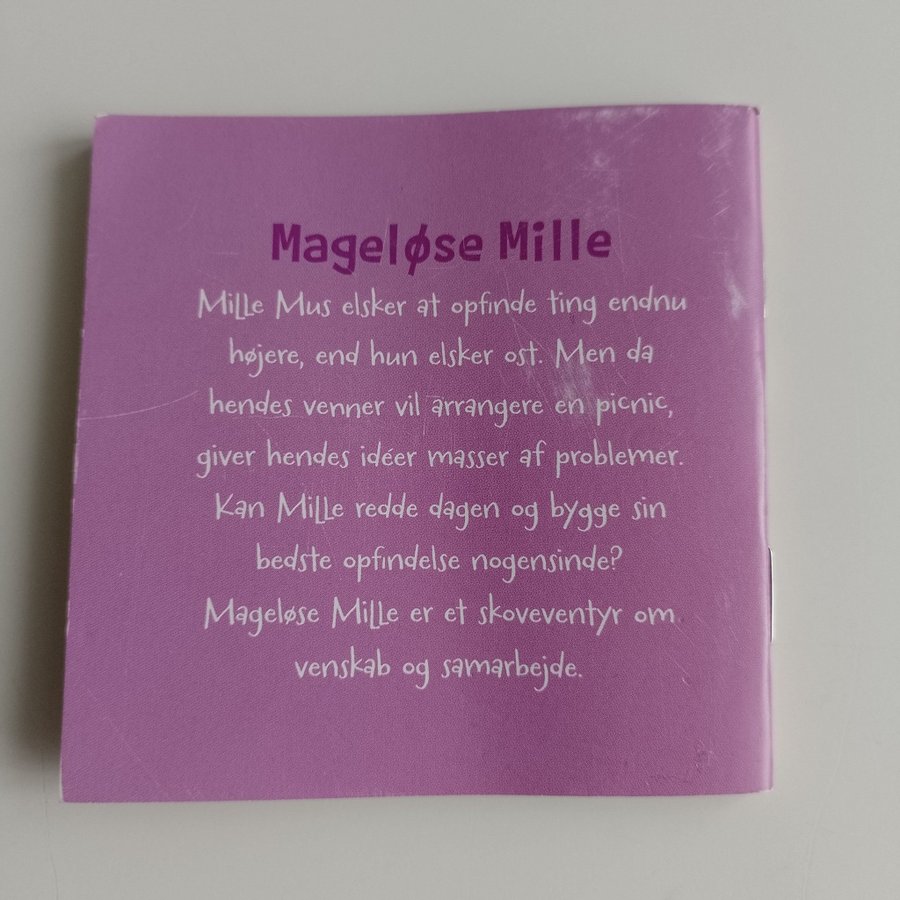 Mageløse Mille
Mille Mus elsker at opfinde ting endnu
højere, end hun elsker ost. Men da
hendes venner vil arrangere en picnic,
giver hendes idéer masser af problemer.
Kan Mille redde dagen og bygge sin
bedste opfindelse nogensinde?
Mageløse Mille er et skoveventyr om
venskab og samarbejde.